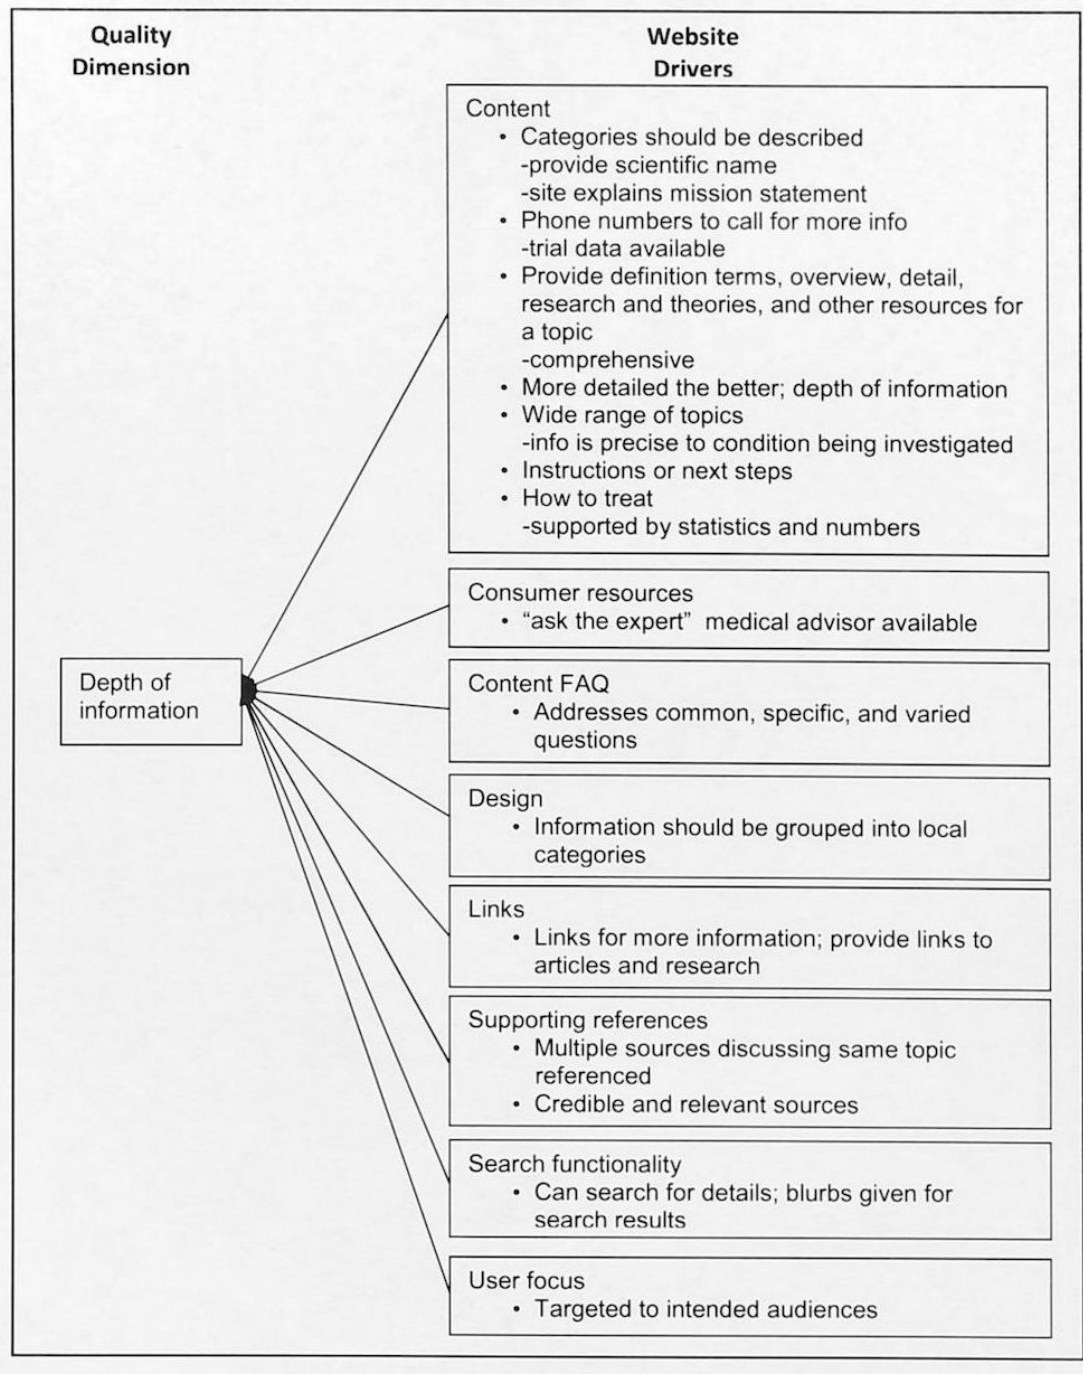 Quality
Dimension
Website
Drivers
Content
• Categories should be described
-provide scientific name
-site explains mission statement
• Phone numbers to call for more info
-trial data available
• Provide definition terms, overview, detail,
research and theories, and other resources for
a topic
-comprehensive
• More detailed the better; depth of information
• Wide range of topics
-info is precise to condition being investigated
• Instructions or next steps
• How to treat
-supported by statistics and numbers
Consumer resources
• “ask the expert” medical advisor available
Depth of
information
Content FAQ
• Addresses common, specific, and varied
questions
Design
• Information should be grouped into local
categories
Links
• Links for more information; provide links to
articles and research
Supporting references
• Multiple sources discussing same topic
referenced
• Credible and relevant sources
Search functionality
• Can search for details; blurbs given for
search results
User focus
• Targeted to intended audiences